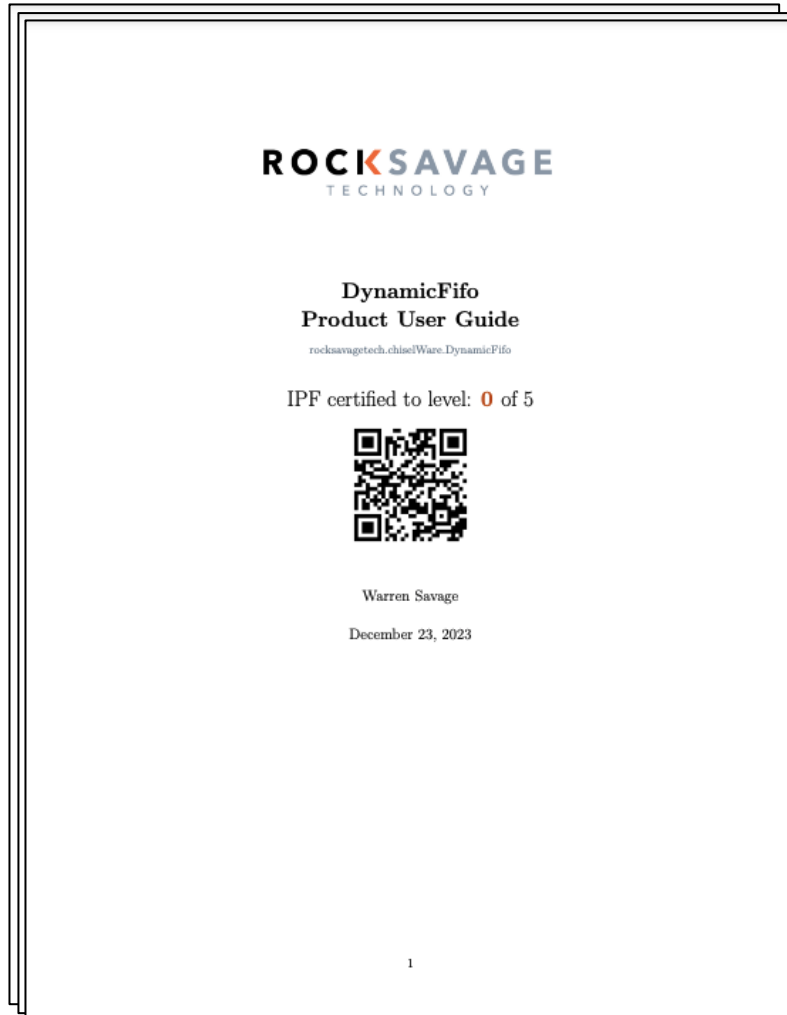 ROCKSAVAGE
TECHNOLOGY
DynamicFifo
Product User Guide
rocksavagetech.chiselWare.DynamicFifo
IPF certified to level: 0 of 5
Warren Savage
December 23, 2023
1